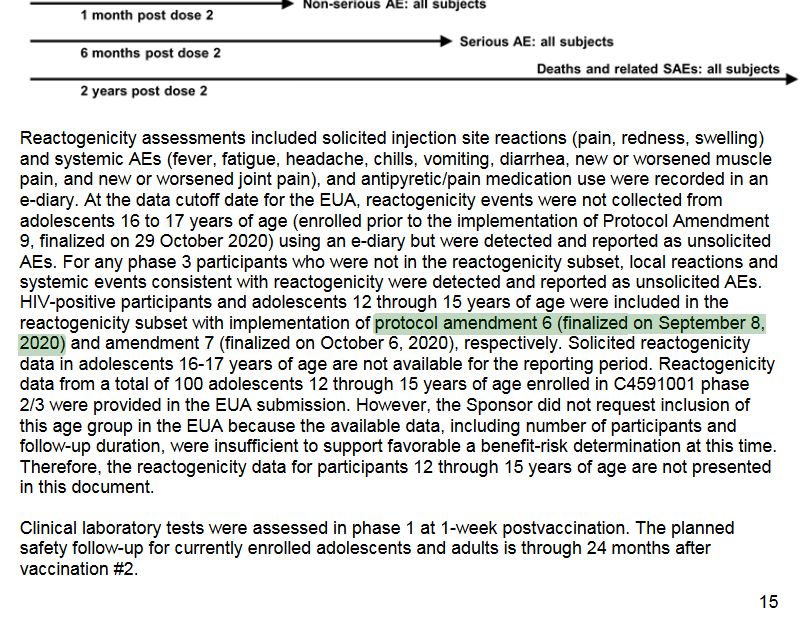 Non-serious AE: all subjects
1 month post dose 2
Serious AE: all subjects
6 months post dose 2
Deaths and related SAEs: all subjects
2 years post dose 2
Reactogenicity assessments included solicited injection site reactions (pain, redness, swelling)
and systemic AEs (fever, fatigue, headache, chills, vomiting, diarrhea, new or worsened muscle
pain, and new or worsened joint pain), and antipyretic/pain medication use were recorded in an
e-diary. At the data cutoff date for the EUA, reactogenicity events were not collected from
adolescents 16 to 17 years of age (enrolled prior to the implementation of Protocol Amendment
9, finalized on 29 October 2020) using an e-diary but were detected and reported as unsolicited
AEs. For any phase 3 participants who were not in the reactogenicity subset, local reactions and
systemic events consistent with reactogenicity were detected and reported as unsolicited AEs.
HIV-positive participants and adolescents 12 through 15 years of age were included in the
reactogenicity subset with implementation of protocol amendment 6 (finalized on September 8,
2020) and amendment 7 (finalized on October 6, 2020), respectively. Solicited reactogenicity
data in adolescents 16-17 years of age are not available for the reporting period. Reactogenicity
data from a total of 100 adolescents 12 through 15 years of age enrolled in C4591001 phase
2/3 were provided in the EUA submission. However, the Sponsor did not request inclusion of
this age group in the EUA because the available data, including number of participants and
follow-up duration, were insufficient to support favorable a benefit-risk determination at this time.
Therefore, the reactogenicity data for participants 12 through 15 years of age are not presented
in this document.
Clinical laboratory tests were assessed in phase 1 at 1-week postvaccination. The planned
safety follow-up for currently enrolled adolescents and adults is through 24 months after
vaccination #2.
15